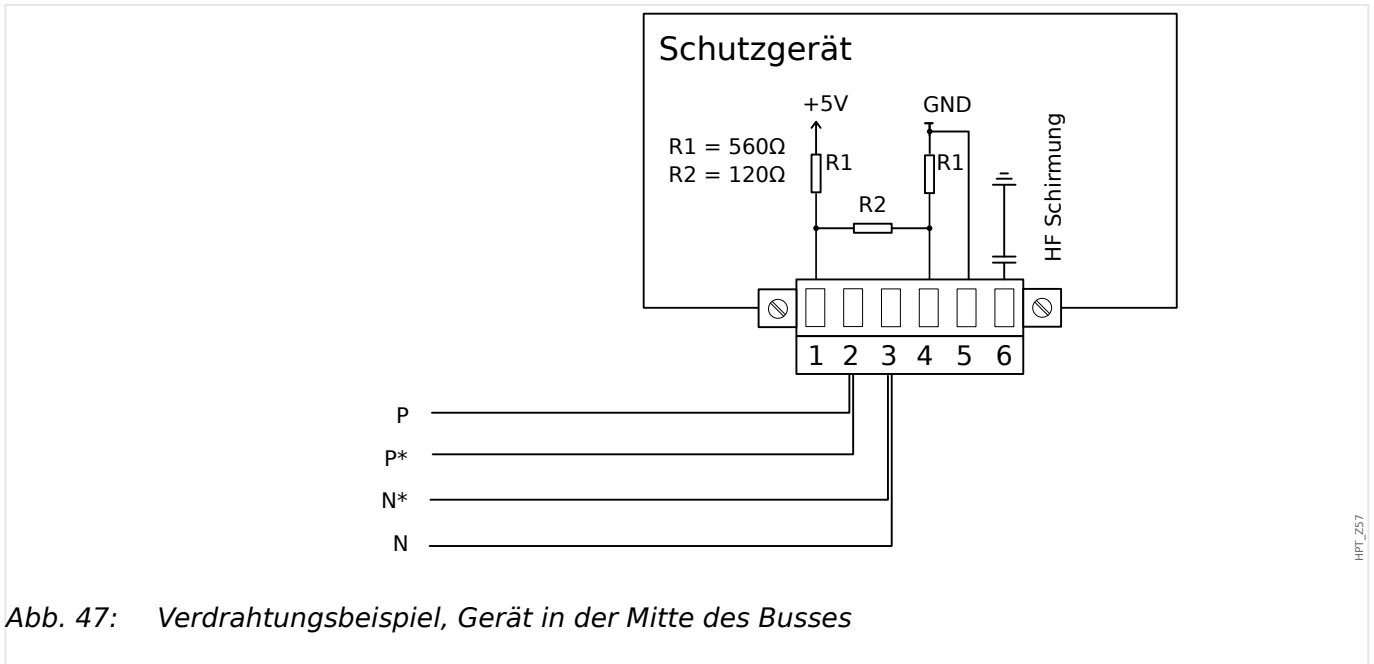 Schutzgerät
+5V
GND
R1 = 560Ω
R2 = 120Ω
R1
R1
R2
HF Schirmung
1 2 3 4 5 6
P
P*
N*
N
HPT_Z57
Abb. 47: Verdrahtungsbeispiel, Gerät in der Mitte des Busses